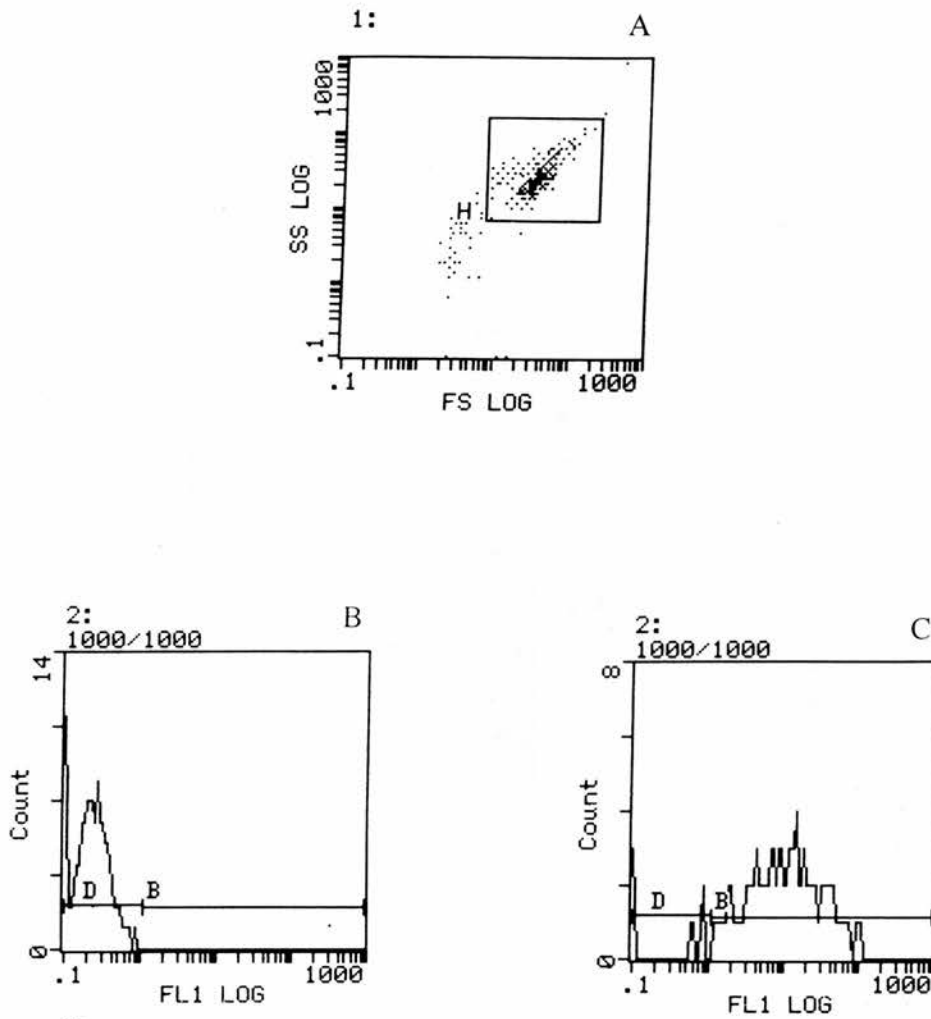 1: A
1000
SS LOG
H
.1
.1 1000
FS LOG
2: B
1000/1000
14
Count
D B
0
.1 1000
FL1 LOG
2: C
1000/1000
8
Count
D B
0
.1 1000
FL1 LOG